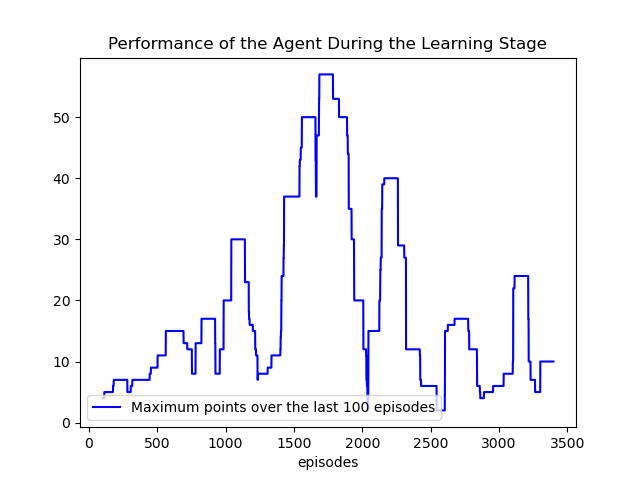 Performance of the Agent During the Learning Stage
50
40
30
20
10
0
Maximum points over the last 100 episodes
0 500 1000 1500 2000 2500 3000 3500
episodes